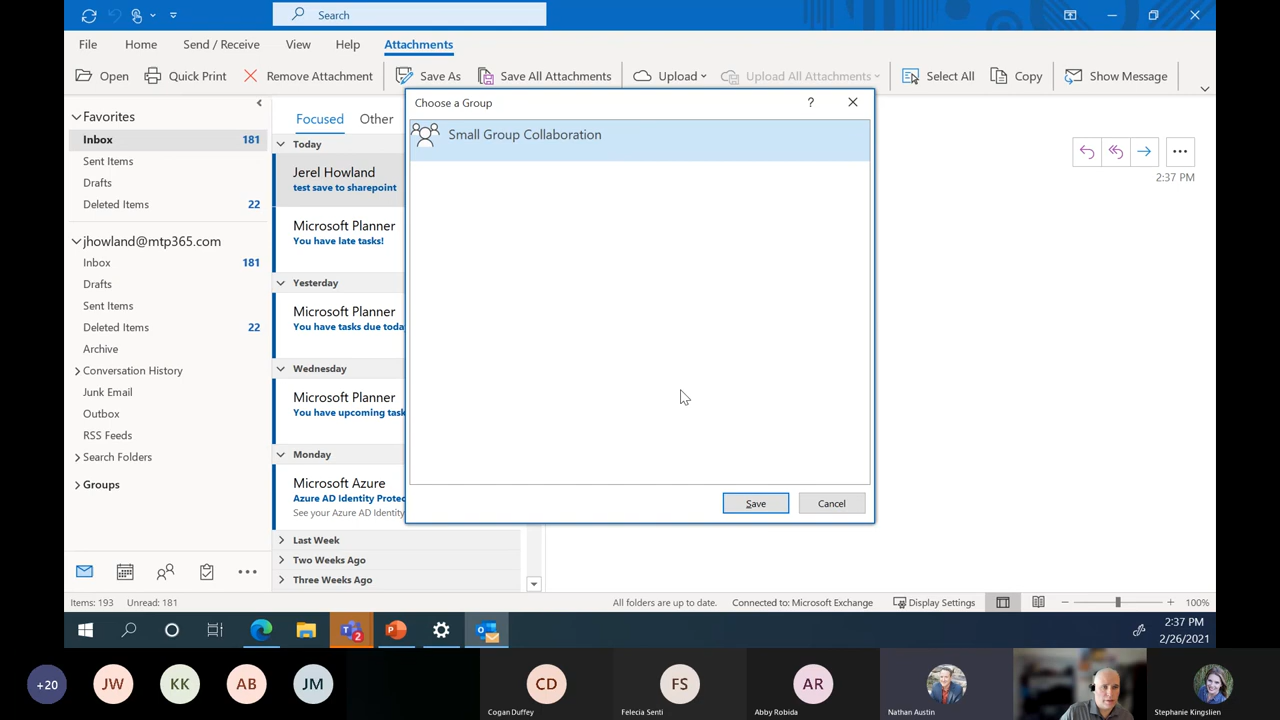 Search
File Home Send / Receive View Help Attachments
Open Quick Print Remove Attachment Save As Save All Attachments Upload Upload All Attachments Select All Copy Show Message
Favorites
Inbox 181
Sent Items
Drafts
Deleted Items 22
jhowland@mtp365.com
Inbox 181
Drafts
Sent Items
Deleted Items 22
Archive
Conversation History
Junk Email
Outbox
RSS Feeds
Search Folders
Groups
Focused Other
Today
Jerel Howland
test save to sharepoint
Microsoft Planner
You have late tasks!
Yesterday
Microsoft Planner
You have tasks due toda
Wednesday
Microsoft Planner
You have upcoming task
Monday
Microsoft Azure
Azure AD Identity Protec
See your Azure AD Identity
Last Week
Two Weeks Ago
Three Weeks Ago
Choose a Group ?
Small Group Collaboration
Save Cancel
2:37 PM
Items: 193 Unread: 181 All folders are up to date. Connected to: Microsoft Exchange Display Settings 100%
2
2:37 PM
2/26/2021
+20 JW KK AB JM CD FS AR
Cogan Duffey Felecia Senti Abby Robida Nathan Austin Stephanie Kingslien